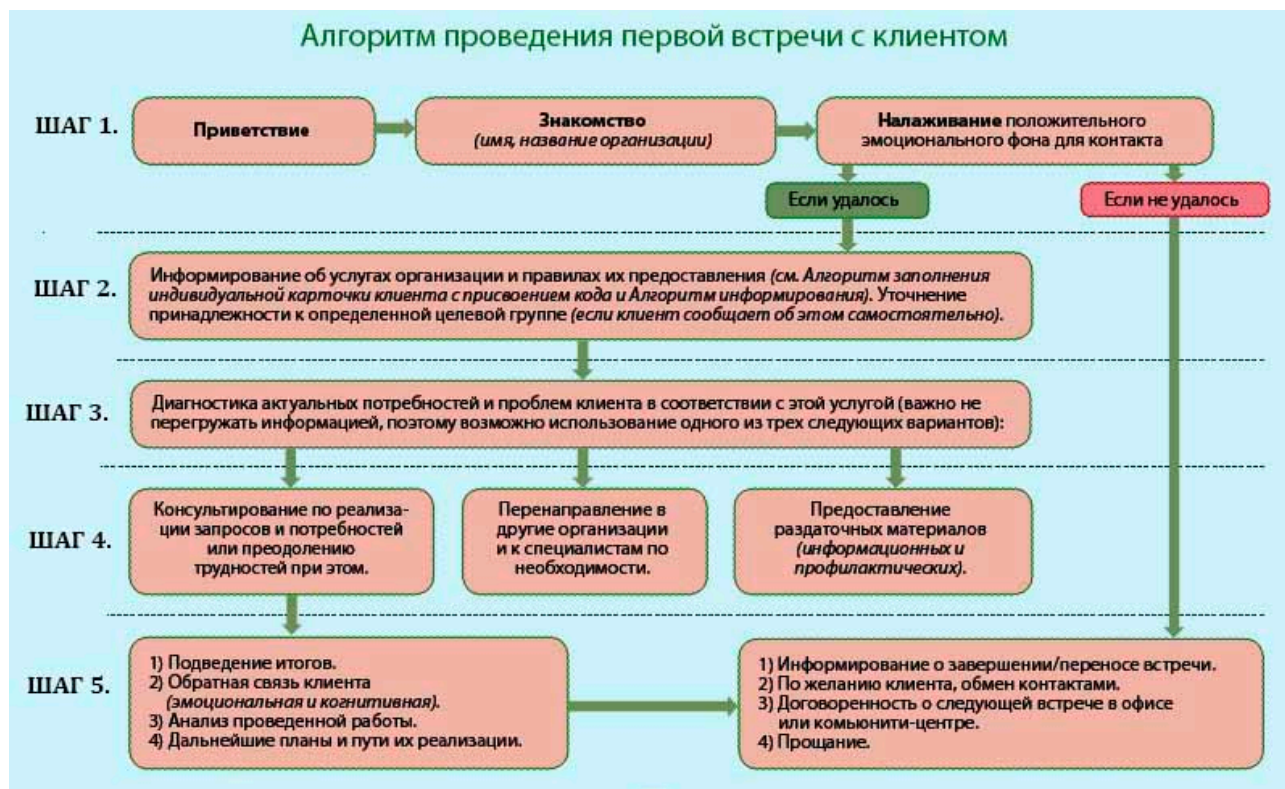 Алгоритм проведения первой встречи с клиентом
ШАГ 1.
Приветствие
Знакомство
(имя, название организации)
Налаживание положительного
эмоционального фона для контакта
Если удалось
Если не удалось
ШАГ 2.
Информирование об услугах организации и правилах их предоставления (см. Алгоритм заполнения
индивидуальной карточки клиента с присвоением кода и Алгоритм информирования). Уточнение
принадлежности к определенной целевой группе (если клиент сообщает об этом самостоятельно).
ШАГ 3.
Диагностика актуальных потребностей и проблем клиента в соответствии с этой услугой (важно не
перегружать информацией, поэтому возможно использование одного из трех следующих вариантов):
ШАГ 4.
Консультирование по реализа-
ции запросов и потребностей
или преодолению
трудностей при этом.
Перенаправление в
другие организации
и к специалистам по
необходимости.
Предоставление
раздаточных материалов
(информационных и
профилактических).
ШАГ 5.
1) Подведение итогов.
2) Обратная связь клиента
(эмоциональная и когнитивная).
3) Анализ проведенной работы.
4) Дальнейшие планы и пути их реализации.
1) Информирование о завершении/переносе встречи.
2) По желанию клиента, обмен контактами.
3) Договоренность о следующей встрече в офисе
или комьюнити-центре.
4) Прощание.